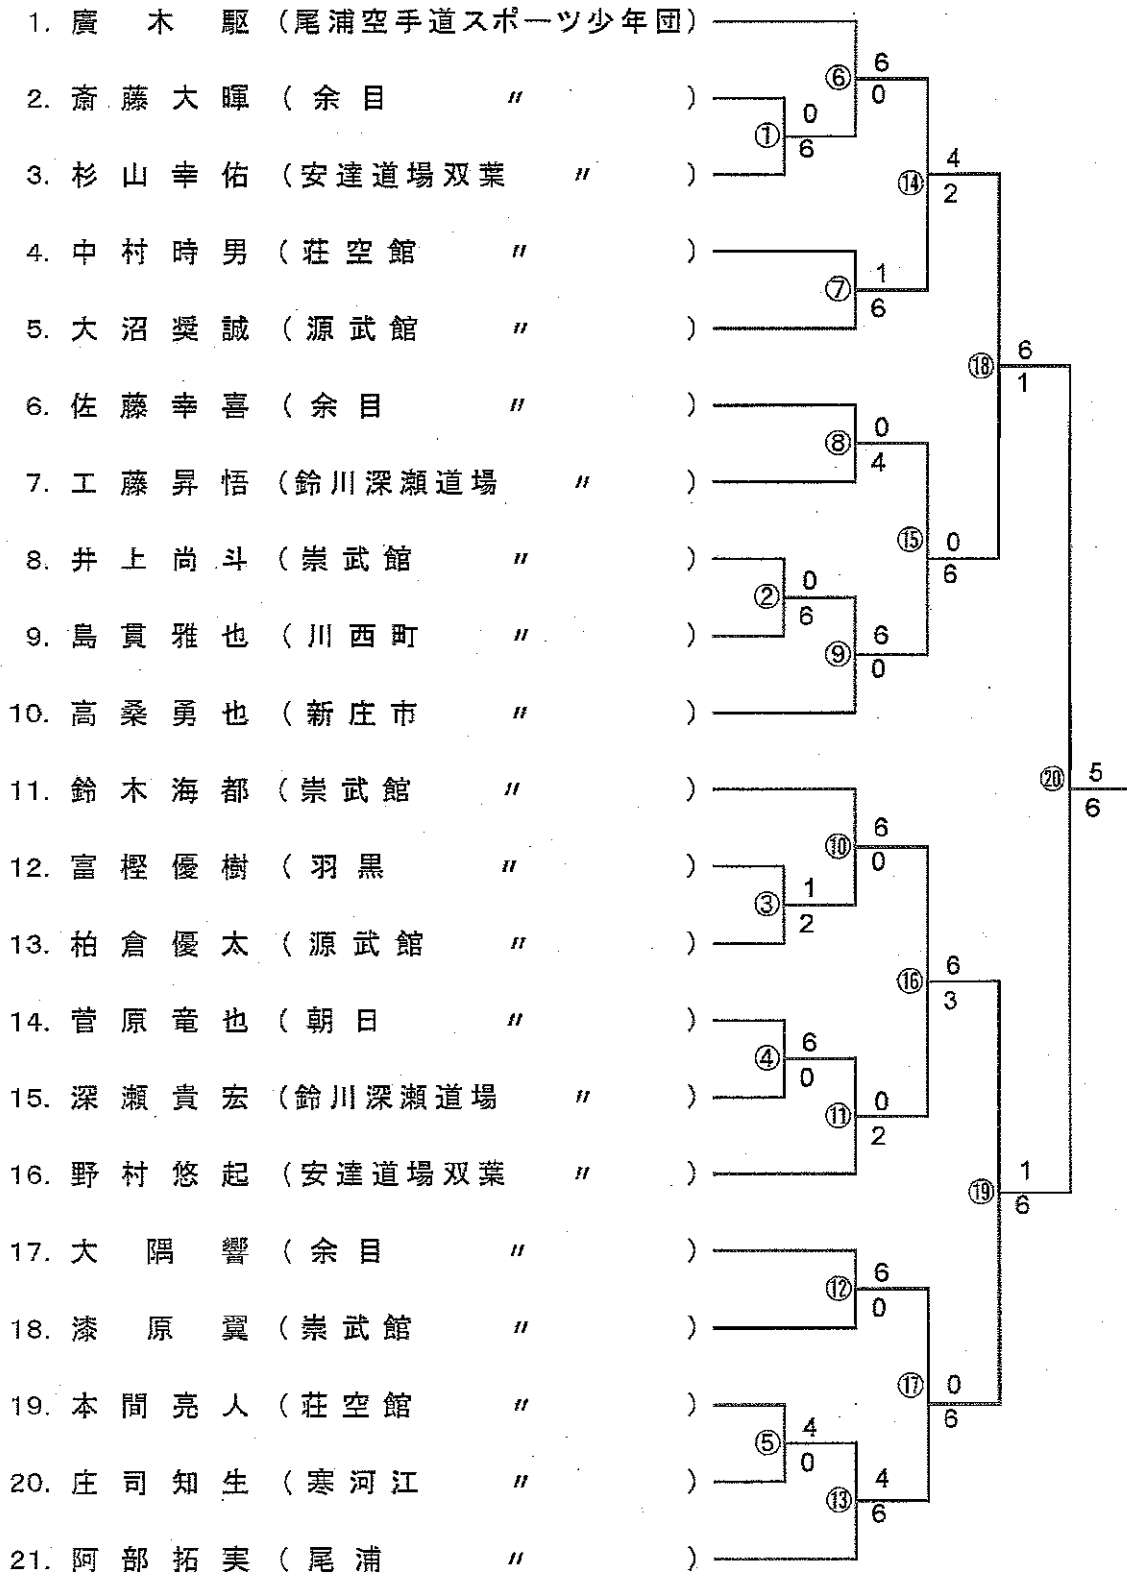 1. 廣木駆 (尾浦空手道スポーツ少年団)
6
⑥
0
2. 斎藤大暉 (余目 〃 )
0
①
6
3. 杉山幸佑 (安達道場双葉 〃 )
4
⑭
2
4. 中村時男 (荘空館 〃 )
1
⑦
6
5. 大沼奨誠 (源武館 〃 )
6
⑱
1
6. 佐藤幸喜 (余目 〃 )
0
⑧
4
7. 工藤昇悟 (鈴川深瀬道場 〃 )
0
⑮
6
8. 井上尚斗 (崇武館 〃 )
0
②
6
9. 島貫雅也 (川西町 〃 )
6
⑨
0
10. 高桑勇也 (新庄市 〃 )
5
⑳
6
11. 鈴木海都 (崇武館 〃 )
6
⑩
0
12. 富樫優樹 (羽黒 〃 )
1
③
2
13. 柏倉優太 (源武館 〃 )
6
⑯
3
14. 菅原竜也 (朝日 〃 )
6
④
0
15. 深瀬貴宏 (鈴川深瀬道場 〃 )
0
⑪
2
16. 野村悠起 (安達道場双葉 〃 )
1
⑲
6
17. 大隅響 (余目 〃 )
6
⑫
0
18. 漆原翼 (崇武館 〃 )
0
⑰
6
19. 本間亮人 (荘空館 〃 )
4
⑤
0
20. 庄司知生 (寒河江 〃 )
4
⑬
6
21. 阿部拓実 (尾浦 〃 )